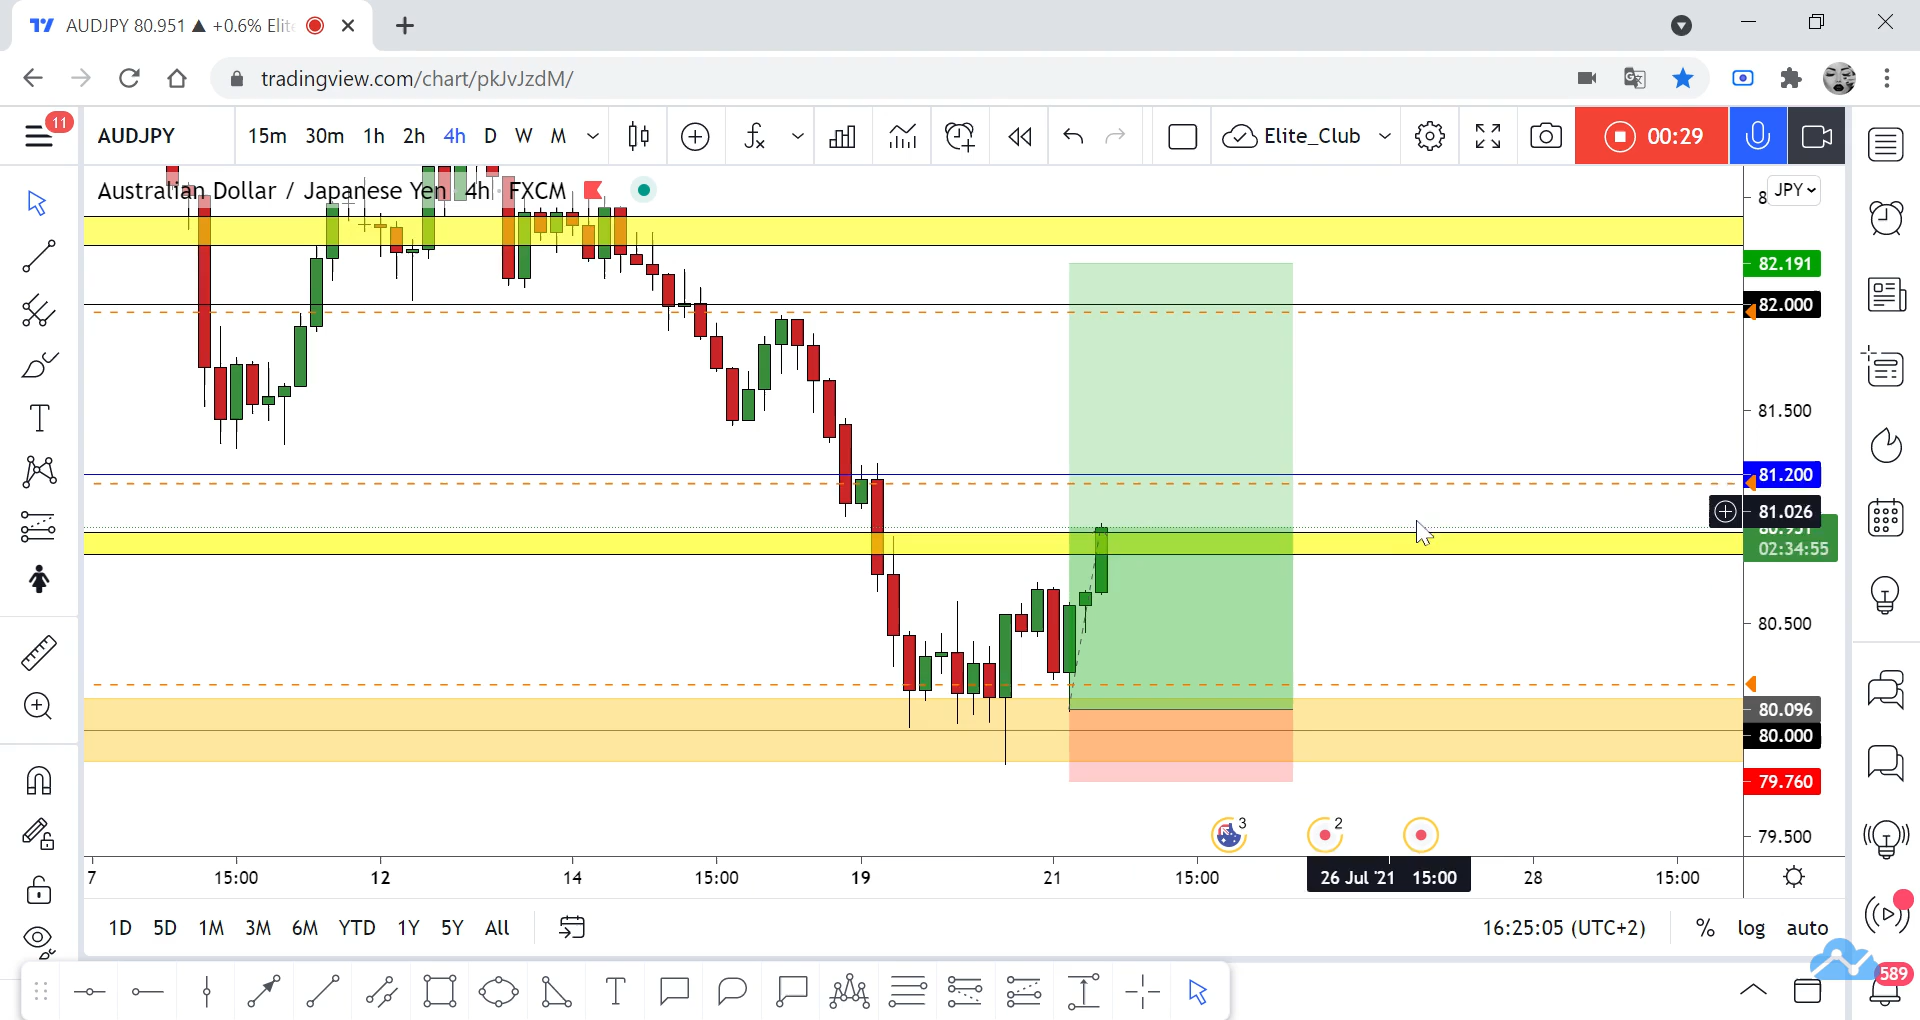 AUDJPY 80.951 ▲ +0.6% Elit
tradingview.com/chart/pkJvJzdM/
11
AUDJPY
15m 30m 1h 2h 4h D W M
Elite_Club
00:29
Australian Dollar / Japanese Yen 4h FXCM
JPY
82.191
82.000
81.500
81.200
81.026
80.951
02:34:55
80.500
80.096
80.000
79.760
79.500
3
2
7 15:00 12 14 15:00 19 21 15:00 26 Jul '21 15:00 28 15:00
1D 5D 1M 3M 6M YTD 1Y 5Y All
16:25:05 (UTC+2) % log auto
T
T
589